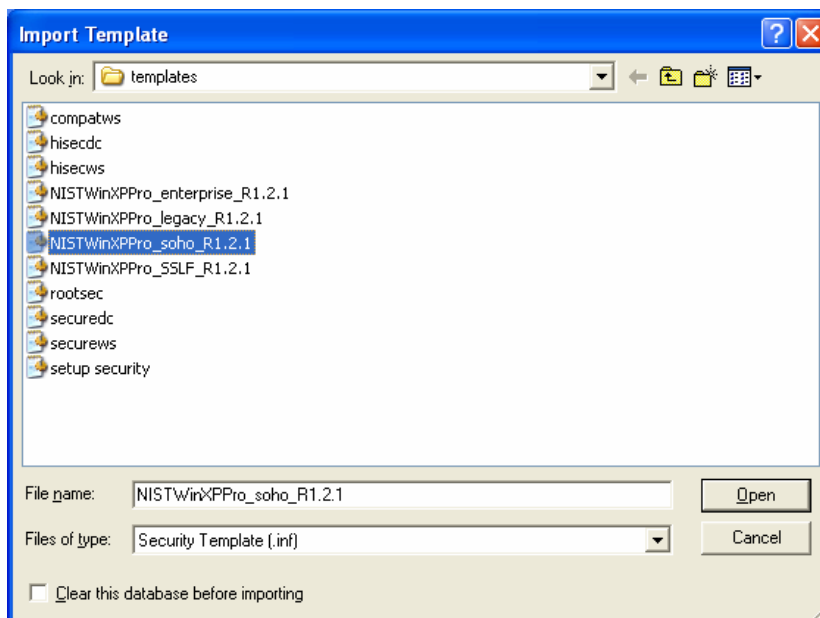 Import Template
Look in: templates
compatws
hisecdc
hisecws
NISTWinXPPro_enterprise_R1.2.1
NISTWinXPPro_legacy_R1.2.1
NISTWinXPPro_soho_R1.2.1
NISTWinXPPro_SSLF_R1.2.1
rootsec
securedc
securews
setup security
File name: NISTWinXPPro_soho_R1.2.1 Open
Files of type: Security Template (.inf) Cancel
Clear this database before importing